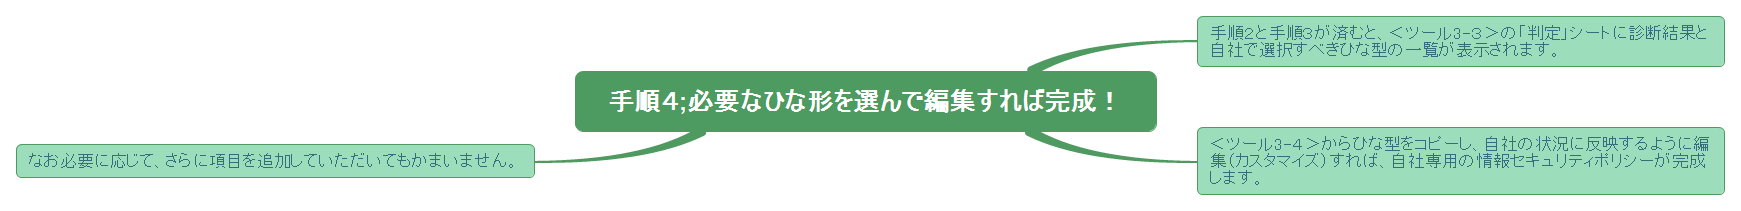 手順４;必要なひな形を選んで編集すれば完成！
手順２と手順３が済むと、＜ツール３−３＞の「判定」シートに診断結果と
自社で選択すべきひな型の一覧が表示されます。
＜ツール３−４＞からひな型をコピーし、自社の状況に反映するように編
集（カスタマイズ）すれば、自社専用の情報セキュリティポリシーが完成
します。
なお必要に応じて、さらに項目を追加していただいてもかまいません。